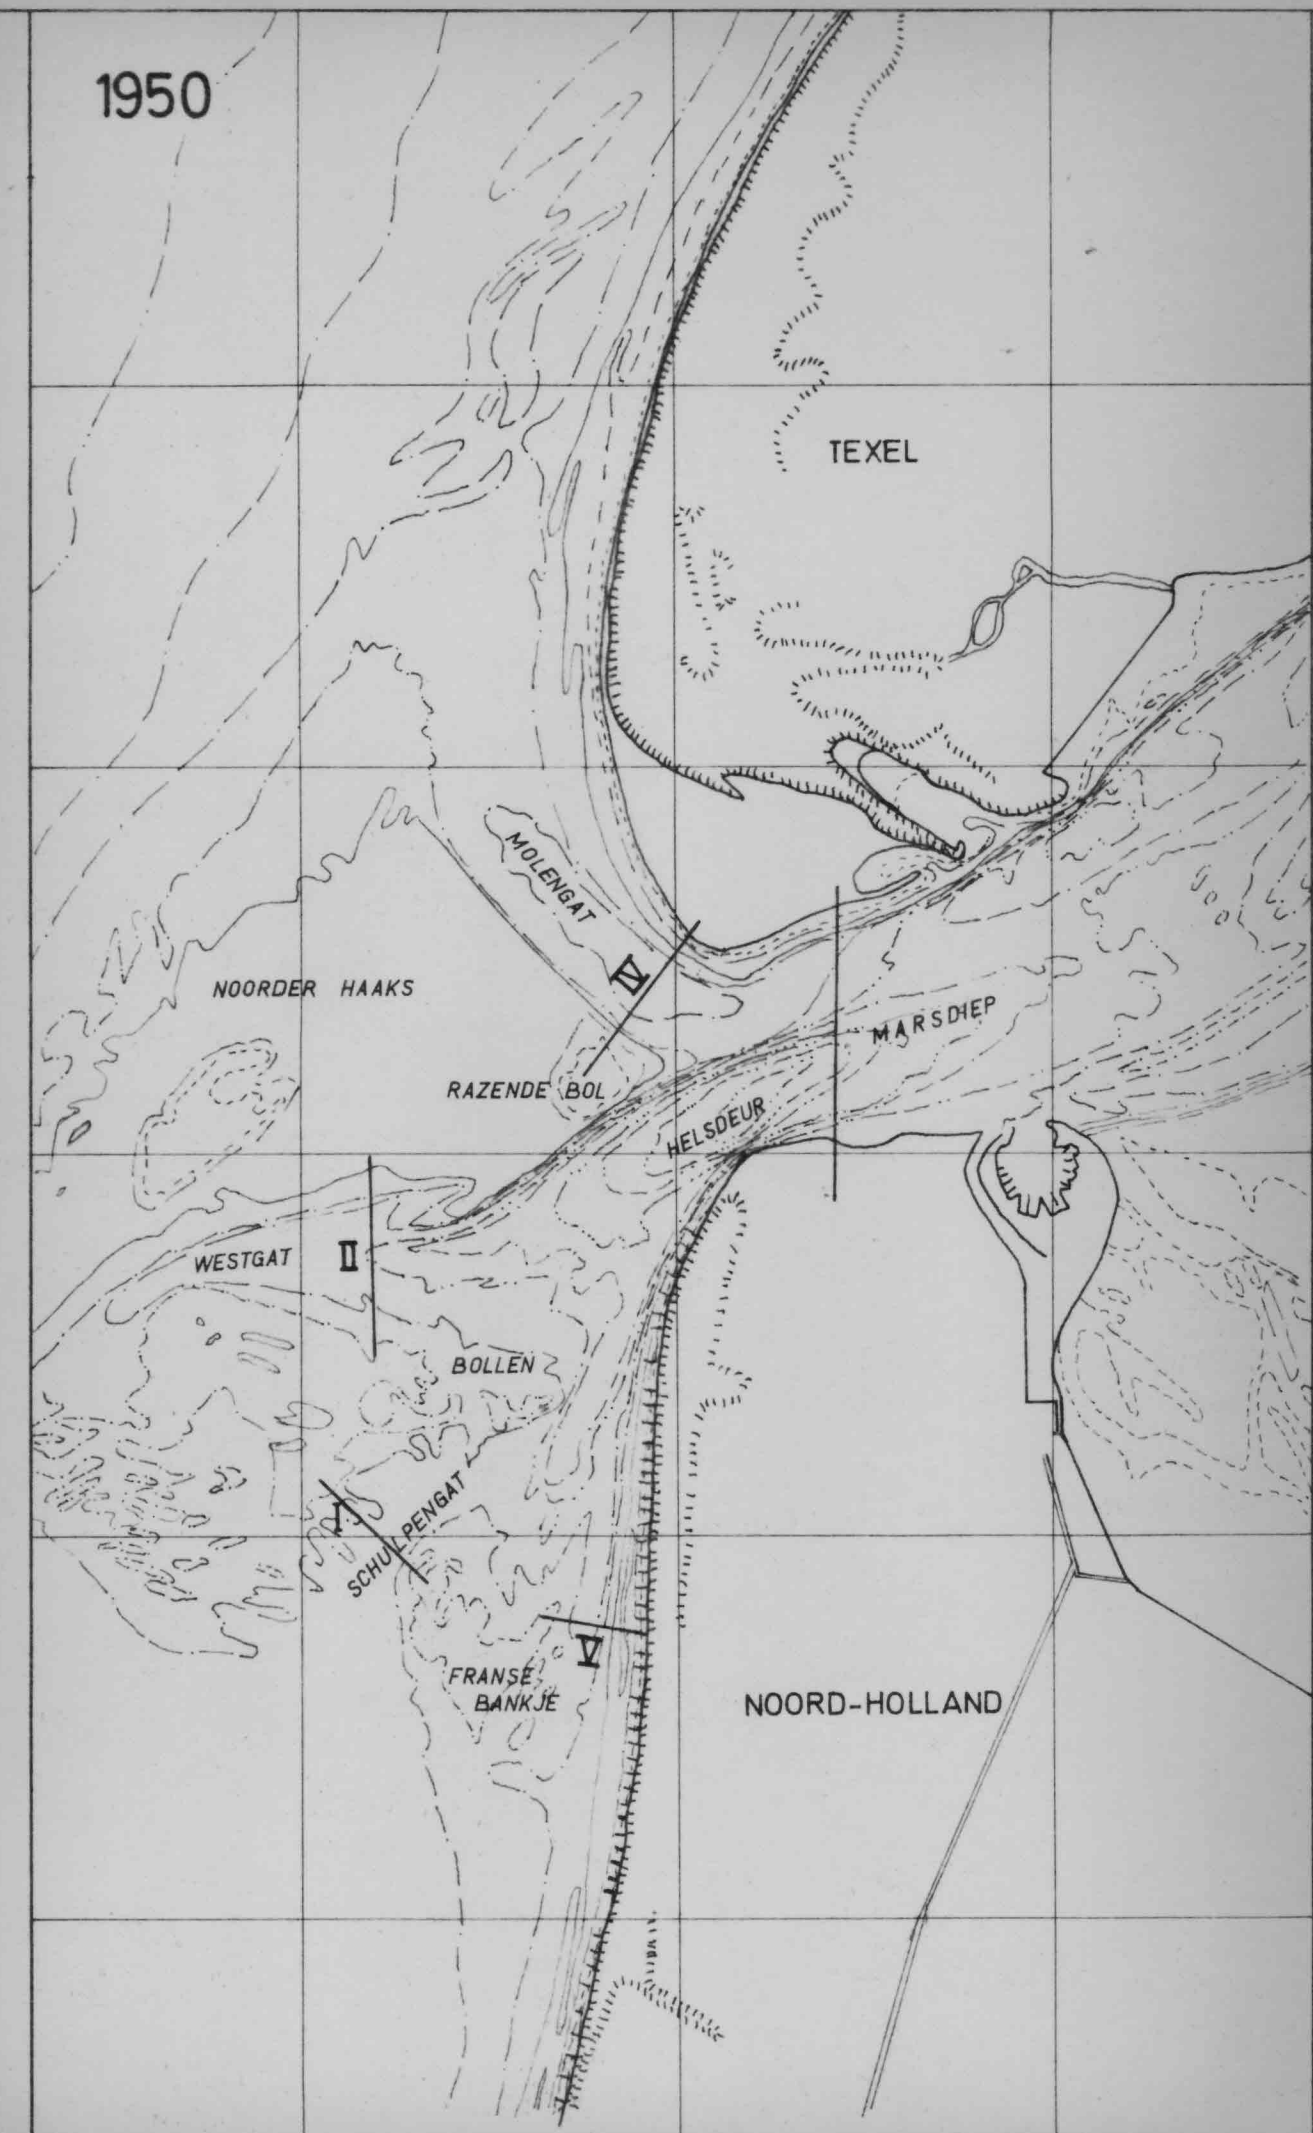 1950
TEXEL
MOLENGAT
IV
NOORDER HAAKS
MARSDIEP
RAZENDE BOL
HELSDEUR
WESTGAT
II
BOLLEN
I
SCHULPENGAT
V
FRANSE
BANKJE
NOORD-HOLLAND